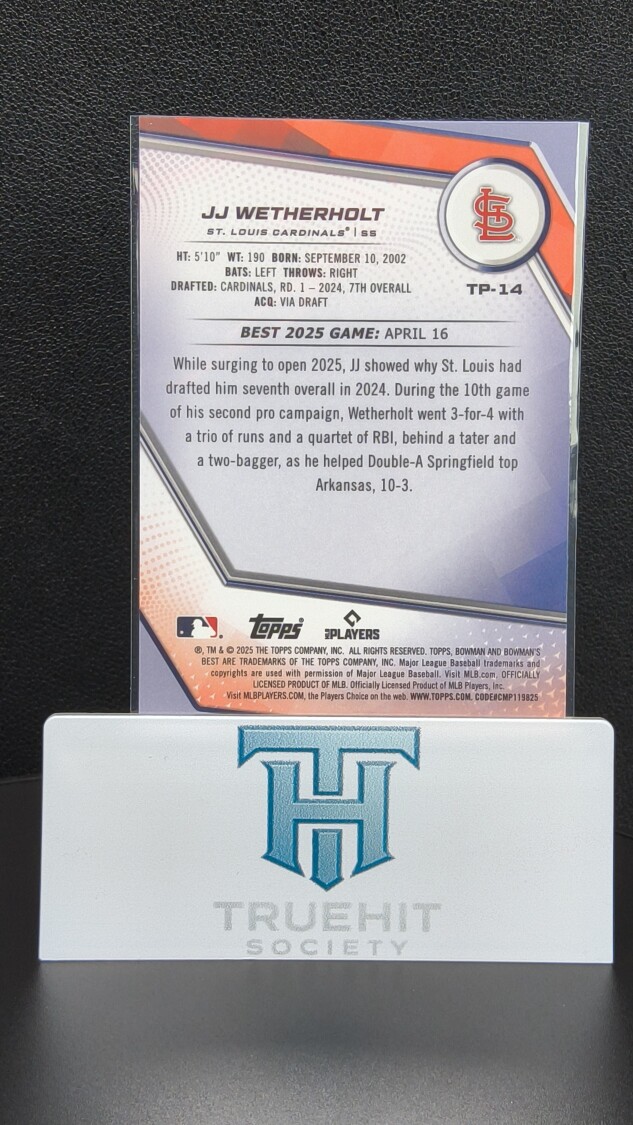 JJ WETHERHOLT
ST. LOUIS CARDINALS® | SS
HT: 5'10" WT: 190 BORN: SEPTEMBER 10, 2002
BATS: LEFT THROWS: RIGHT
DRAFTED: CARDINALS, RD. 1 – 2024, 7TH OVERALL
ACQ: VIA DRAFT
STL
TP-14
BEST 2025 GAME: APRIL 16
While surging to open 2025, JJ showed why St. Louis had
drafted him seventh overall in 2024. During the 10th game
of his second pro campaign, Wetherholt went 3-for-4 with
a trio of runs and a quartet of RBI, behind a tater and
a two-bagger, as he helped Double-A Springfield top
Arkansas, 10-3.
topps
MLB PLAYERS
®, TM & © 2025 THE TOPPS COMPANY, INC. ALL RIGHTS RESERVED. TOPPS, BOWMAN AND BOWMAN'S
BEST ARE TRADEMARKS OF THE TOPPS COMPANY, INC. Major League Baseball trademarks and
copyrights are used with permission of Major League Baseball. Visit MLB.com. OFFICIALLY
LICENSED PRODUCT OF MLB. Officially Licensed Product of MLB Players, Inc.
Visit MLBPLAYERS.COM, the Players Choice on the web. WWW.TOPPS.COM. CODE#CMP119825
TH
TRUEHIT
SOCIETY